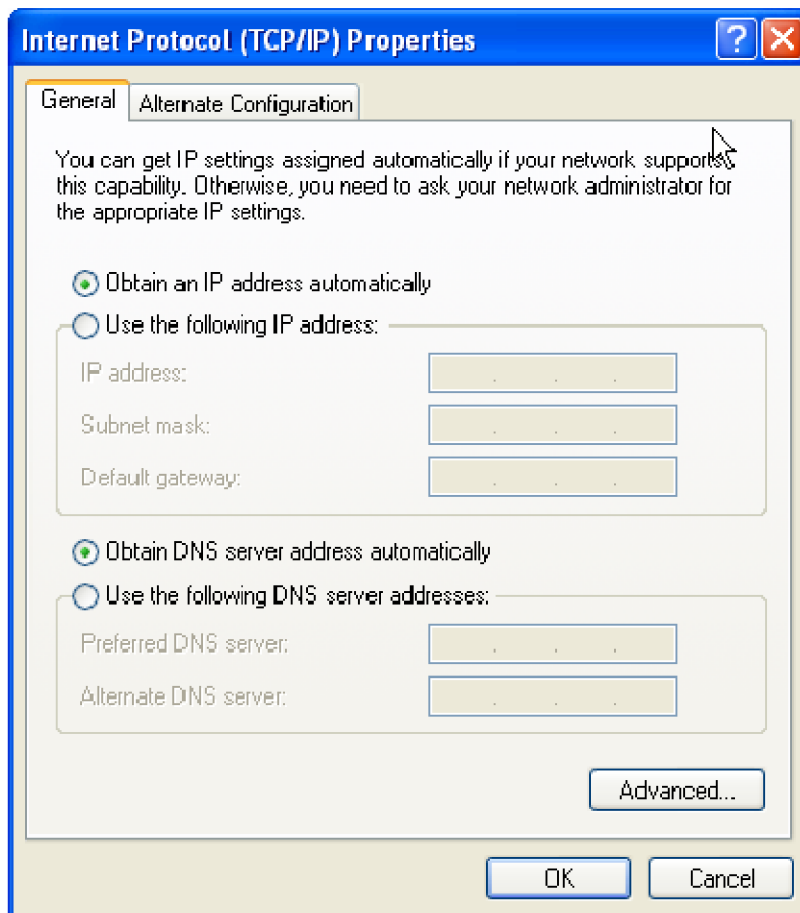 Internet Protocol (TCP/IP) Properties
General
Alternate Configuration
You can get IP settings assigned automatically if your network supports
this capability. Otherwise, you need to ask your network administrator for
the appropriate IP settings.
Obtain an IP address automatically
Use the following IP address:
IP address:
Subnet mask:
Default gateway:
Obtain DNS server address automatically
Use the following DNS server addresses:
Preferred DNS server:
Alternate DNS server:
Advanced...
OK
Cancel